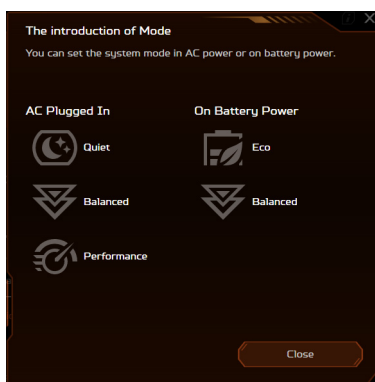 The introduction of Mode
You can set the system mode in AC power or on battery power.
AC Plugged In
On Battery Power
Quiet
Eco
Balanced
Balanced
Performance
Close